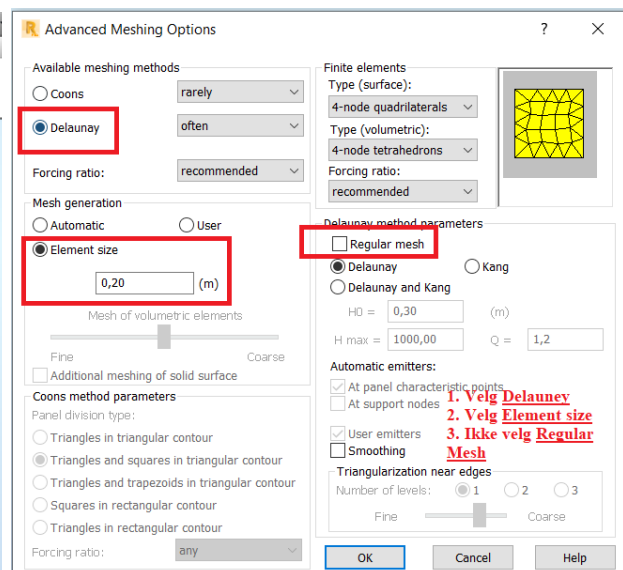 R Advanced Meshing Options ? ×
Available meshing methods
Coons rarely
Delaunay often
Forcing ratio: recommended
Mesh generation
Automatic User
Element size
0,20 (m)
Mesh of volumetric elements
Fine Coarse
Additional meshing of solid surface
Coons method parameters
Panel division type:
Triangles in triangular contour
Triangles and squares in triangular contour
Triangles and trapezoids in triangular contour
Squares in rectangular contour
Triangles in rectangular contour
Forcing ratio: any
Finite elements
Type (surface):
4-node quadrilaterals
Type (volumetric):
4-node tetrahedrons
Forcing ratio:
recommended
Delaunay method parameters
Regular mesh
Delaunay Kang
Delaunay and Kang
H0 = 0,30 (m)
H max = 1000,00 Q = 1,2
Automatic emitters:
At panel characteristic points
At support nodes
User emitters
Smoothing
1. Velg Delauney
2. Velg Element size
3. Ikke velg Regular
Mesh
Triangularization near edges
Number of levels: 1 2 3
Fine Coarse
OK Cancel Help